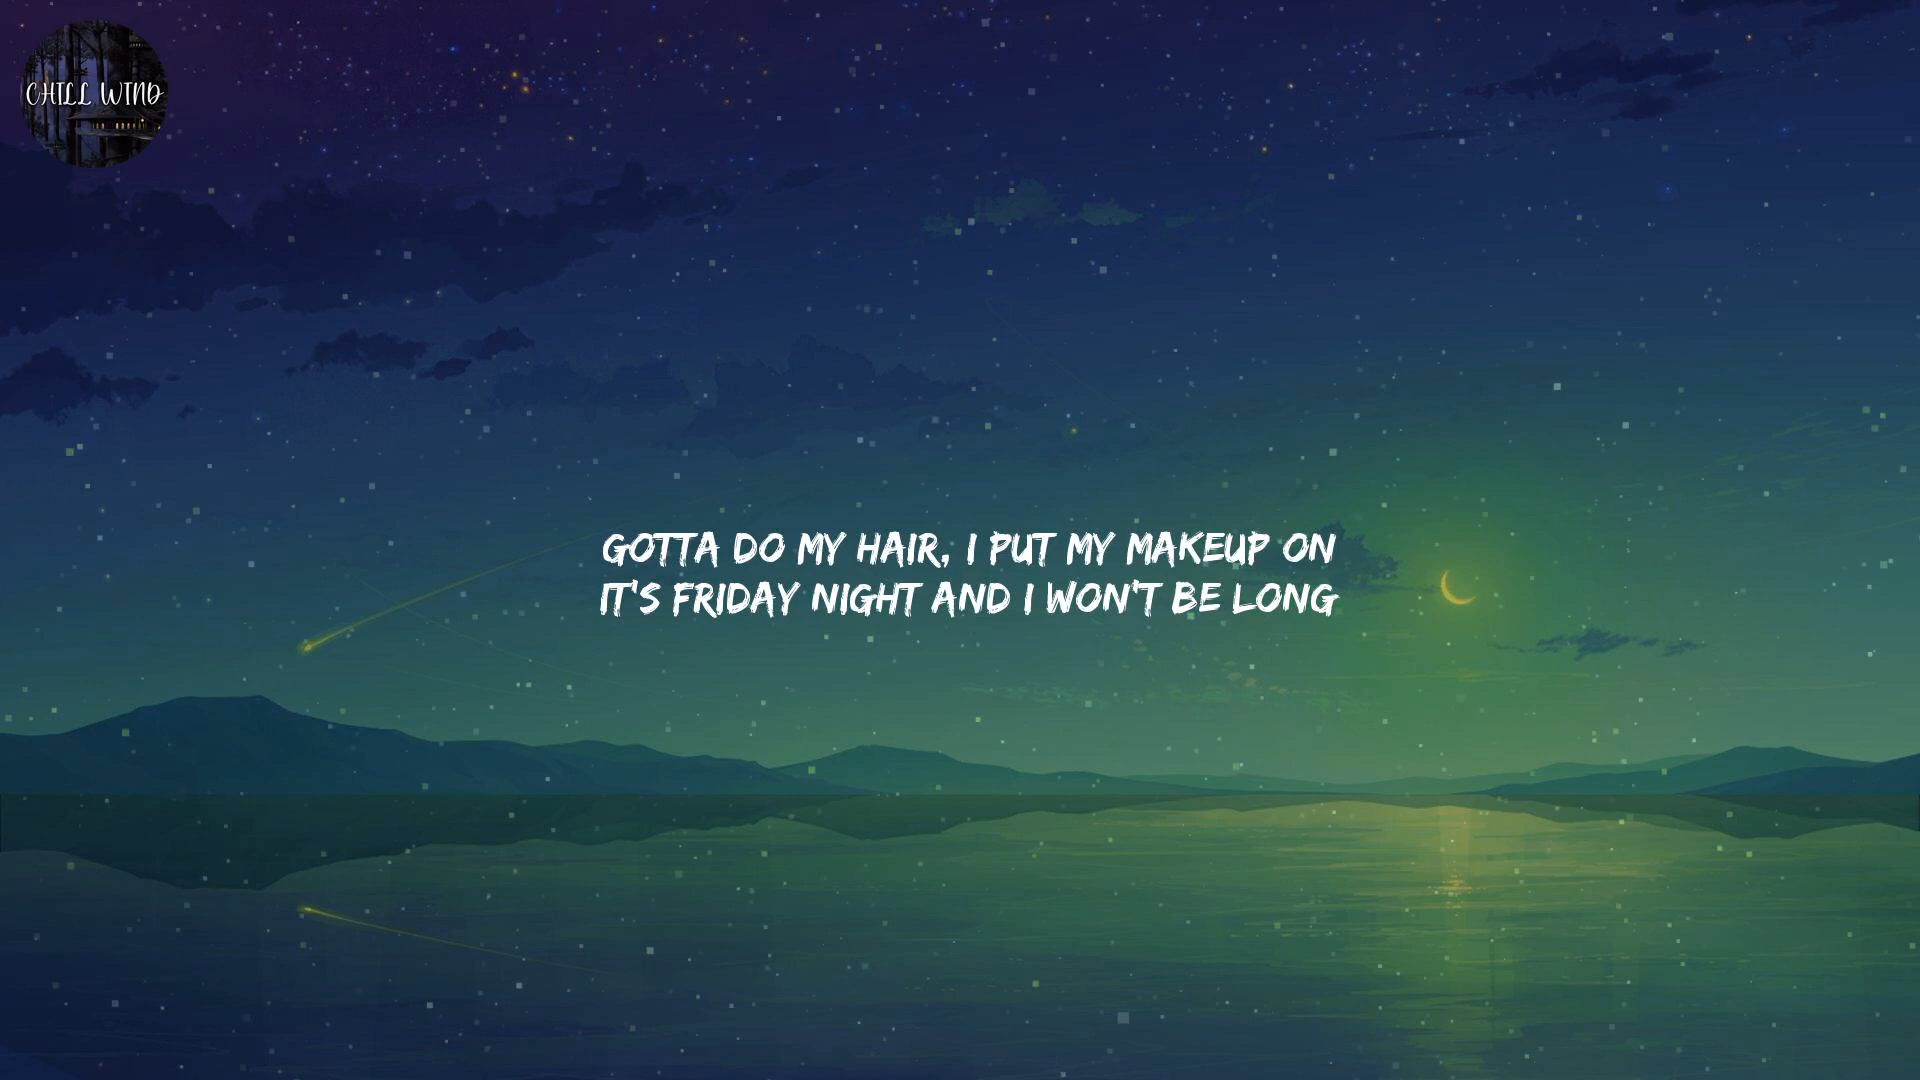 CHILL WIND
GOTTA DO MY HAIR, I PUT MY MAKEUP ON
IT'S FRIDAY NIGHT AND I WON'T BE LONG